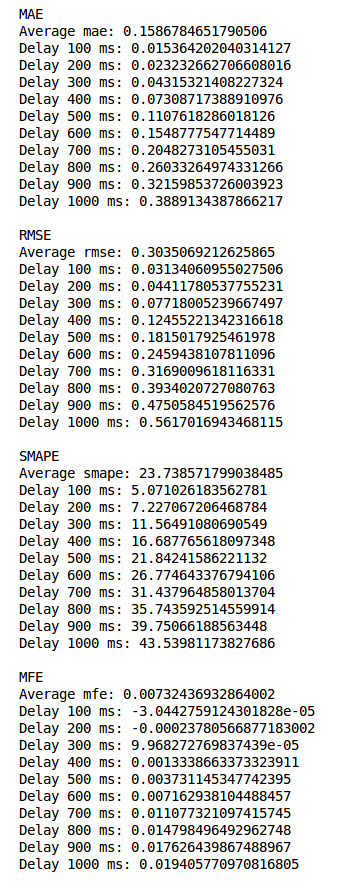 MAE
Average mae: 0.1586784651790506
Delay 100 ms: 0.015364202040314127
Delay 200 ms: 0.023232662706608016
Delay 300 ms: 0.04315321408227324
Delay 400 ms: 0.07308717388910976
Delay 500 ms: 0.1107618286018126
Delay 600 ms: 0.1548777547714489
Delay 700 ms: 0.2048273105455031
Delay 800 ms: 0.26033264974331266
Delay 900 ms: 0.32159853726003923
Delay 1000 ms: 0.3889134387866217
RMSE
Average rmse: 0.3035069212625865
Delay 100 ms: 0.03134060955027506
Delay 200 ms: 0.04411780537755231
Delay 300 ms: 0.07718005239667497
Delay 400 ms: 0.12455221342316618
Delay 500 ms: 0.1815017925461978
Delay 600 ms: 0.2459438107811096
Delay 700 ms: 0.3169009618116331
Delay 800 ms: 0.3934020727080763
Delay 900 ms: 0.4750584519562576
Delay 1000 ms: 0.5617016943468115
SMAPE
Average smape: 23.738571799038485
Delay 100 ms: 5.071026183562781
Delay 200 ms: 7.227067206468784
Delay 300 ms: 11.56491080690549
Delay 400 ms: 16.687765618097348
Delay 500 ms: 21.84241586221132
Delay 600 ms: 26.774643376794106
Delay 700 ms: 31.437964858013704
Delay 800 ms: 35.743592514559914
Delay 900 ms: 39.75066188563448
Delay 1000 ms: 43.53981173827686
MFE
Average mfe: 0.00732436932864002
Delay 100 ms: -3.0442759124301828e-05
Delay 200 ms: -0.00023780566877183002
Delay 300 ms: 9.968272769837439e-05
Delay 400 ms: 0.0013338663373323911
Delay 500 ms: 0.003731145347742395
Delay 600 ms: 0.007162938104488457
Delay 700 ms: 0.011077321097415745
Delay 800 ms: 0.014798496492962748
Delay 900 ms: 0.017626439867488967
Delay 1000 ms: 0.019405770970816805